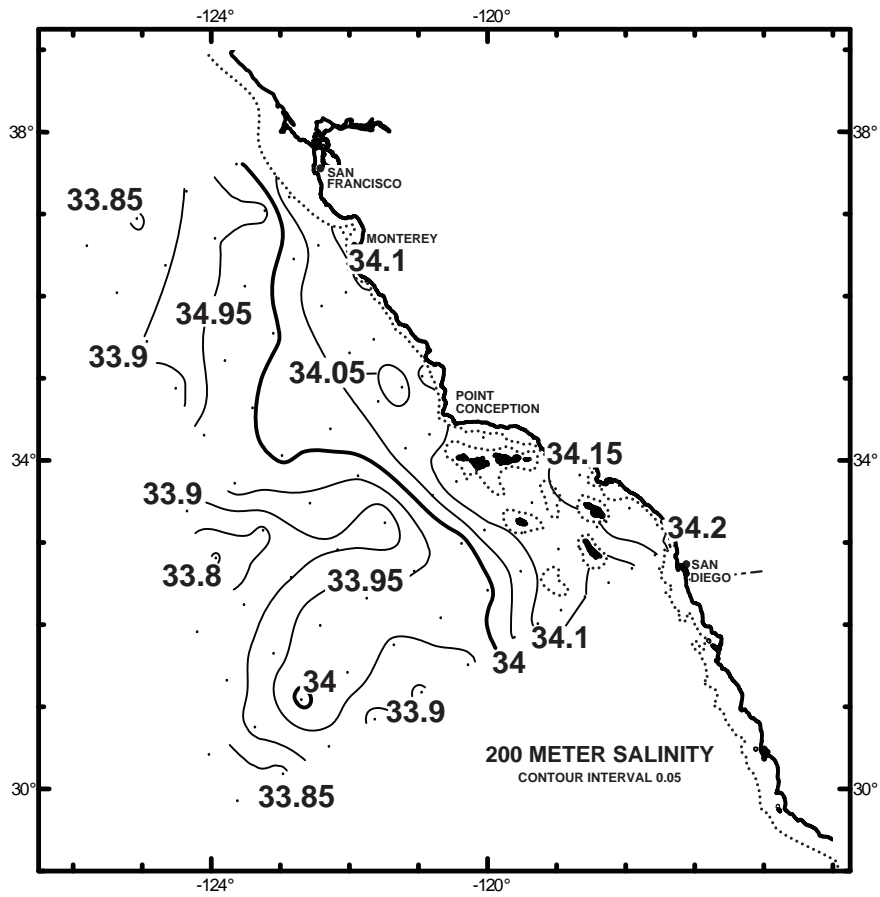 -124°
-120°
38°
38°
SAN
FRANCISCO
33.85
MONTEREY
34.1
34.95
33.9
34.05
POINT
CONCEPTION
34°
34.15
34°
33.9
34.2
33.8
33.95
SAN
DIEGO
34.1
34
34
33.9
200 METER SALINITY
CONTOUR INTERVAL 0.05
30°
30°
33.85
-124°
-120°